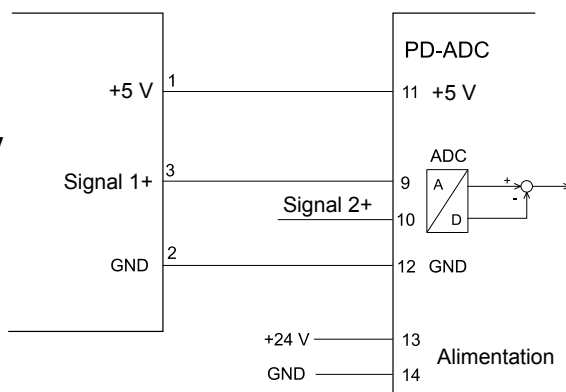 PD-ADC
+5 V
1
11
+5 V
ADC
Signal 1+
3
9
A
+
-
Signal 2+
10
D
GND
2
12
GND
+24 V
13
Alimentation
GND
14